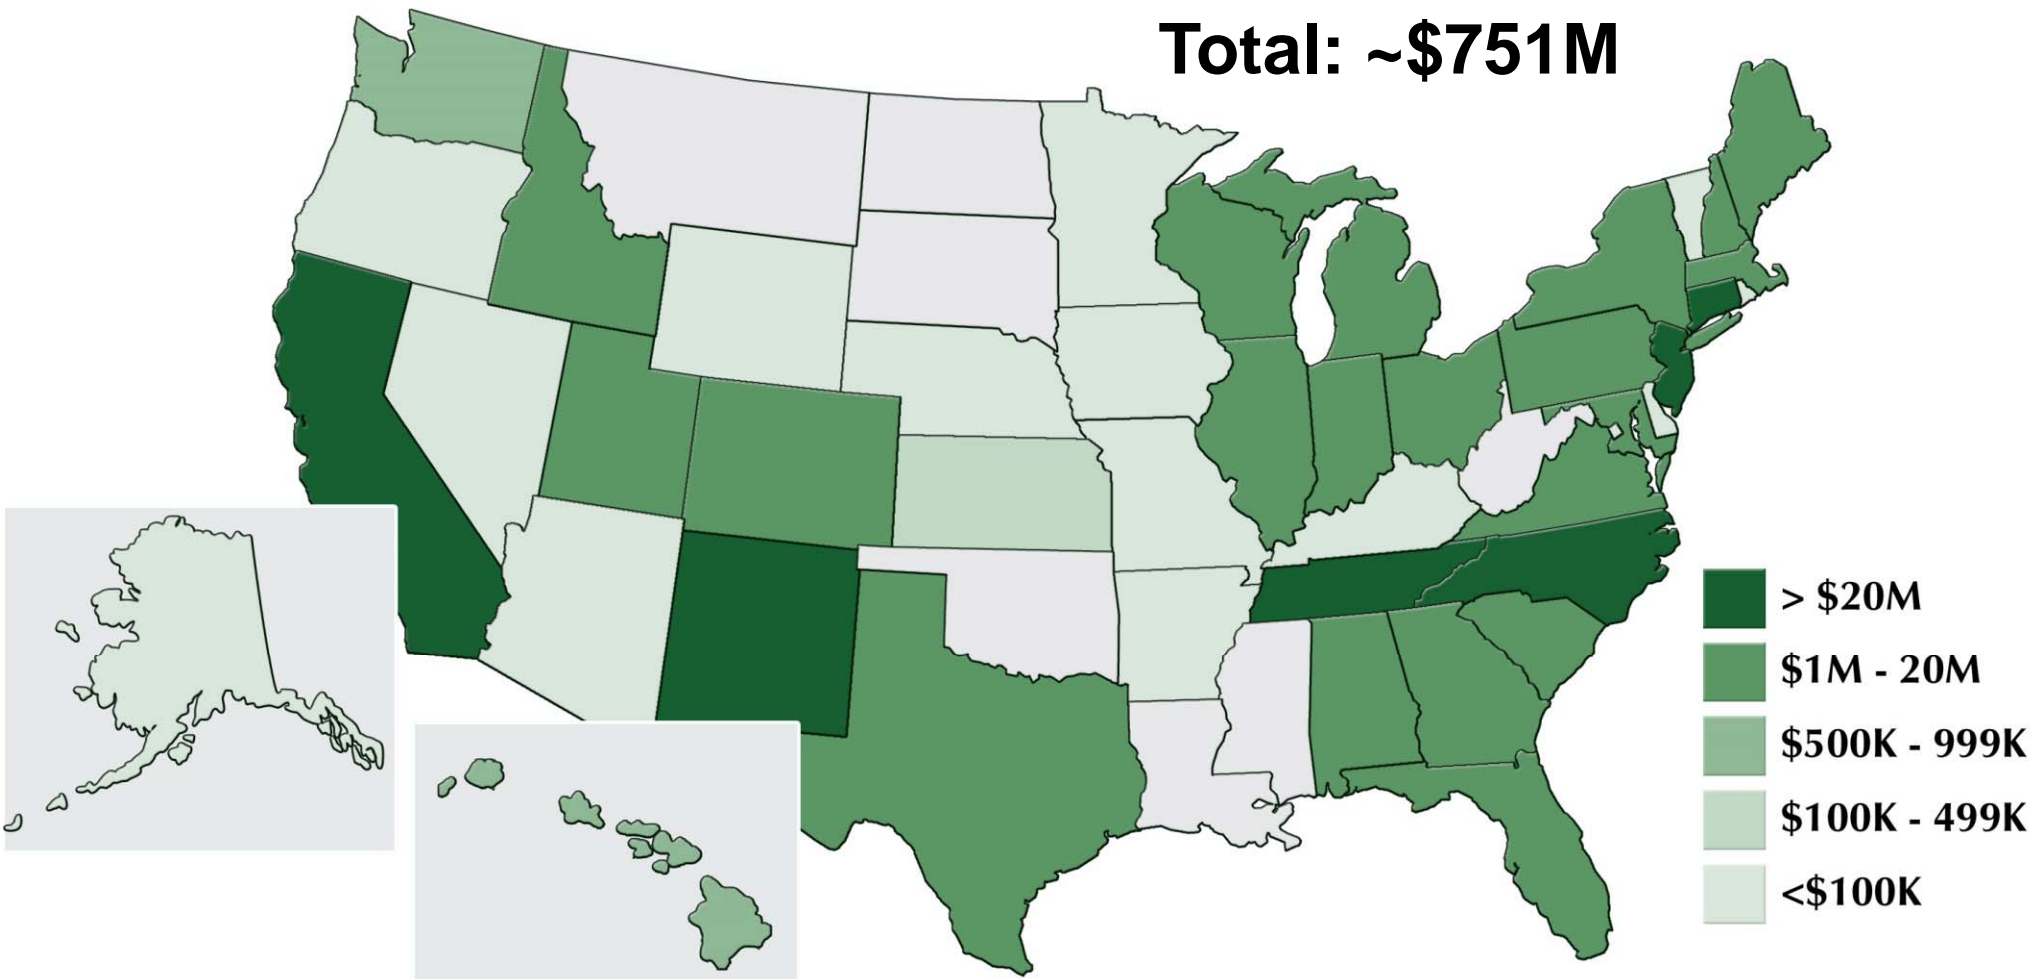 Total: ~$751M
> $20M
$1M - 20M
$500K - 999K
$100K - 499K
<$100K